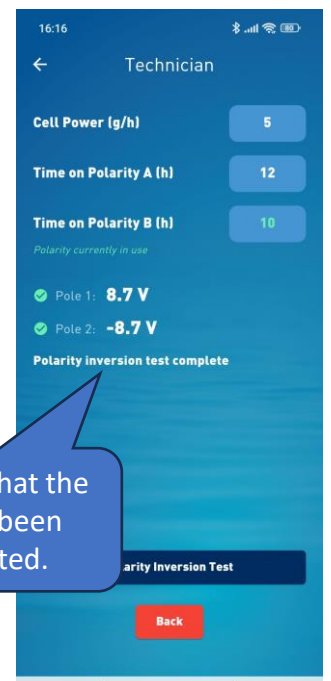 16:16
80
Technician
Cell Power (g/h)
5
Time on Polarity A (h)
12
Time on Polarity B (h)
10
Polarity currently in use
Pole 1: 8.7 V
Pole 2: -8.7 V
Polarity inversion test complete
hat the
been
ted.
arity Inversion Test
Back